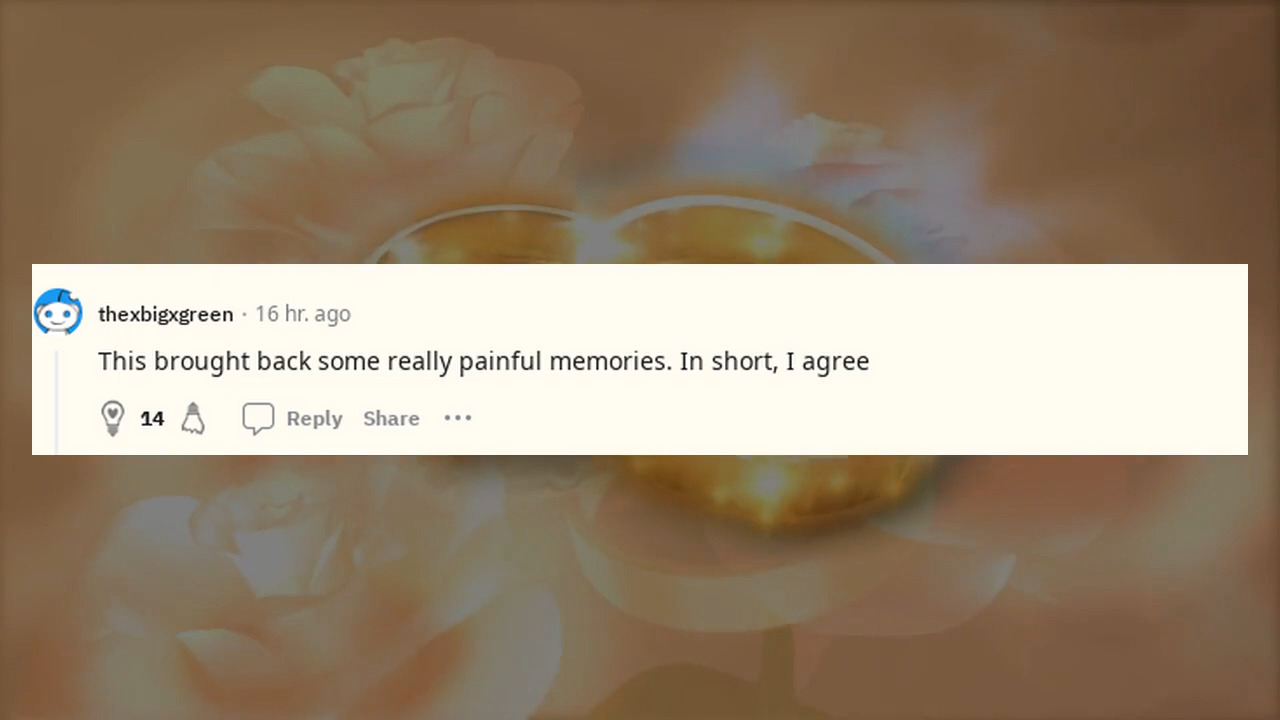 thexbigxgreen · 16 hr. ago
This brought back some really painful memories. In short, I agree
14 Reply Share ···